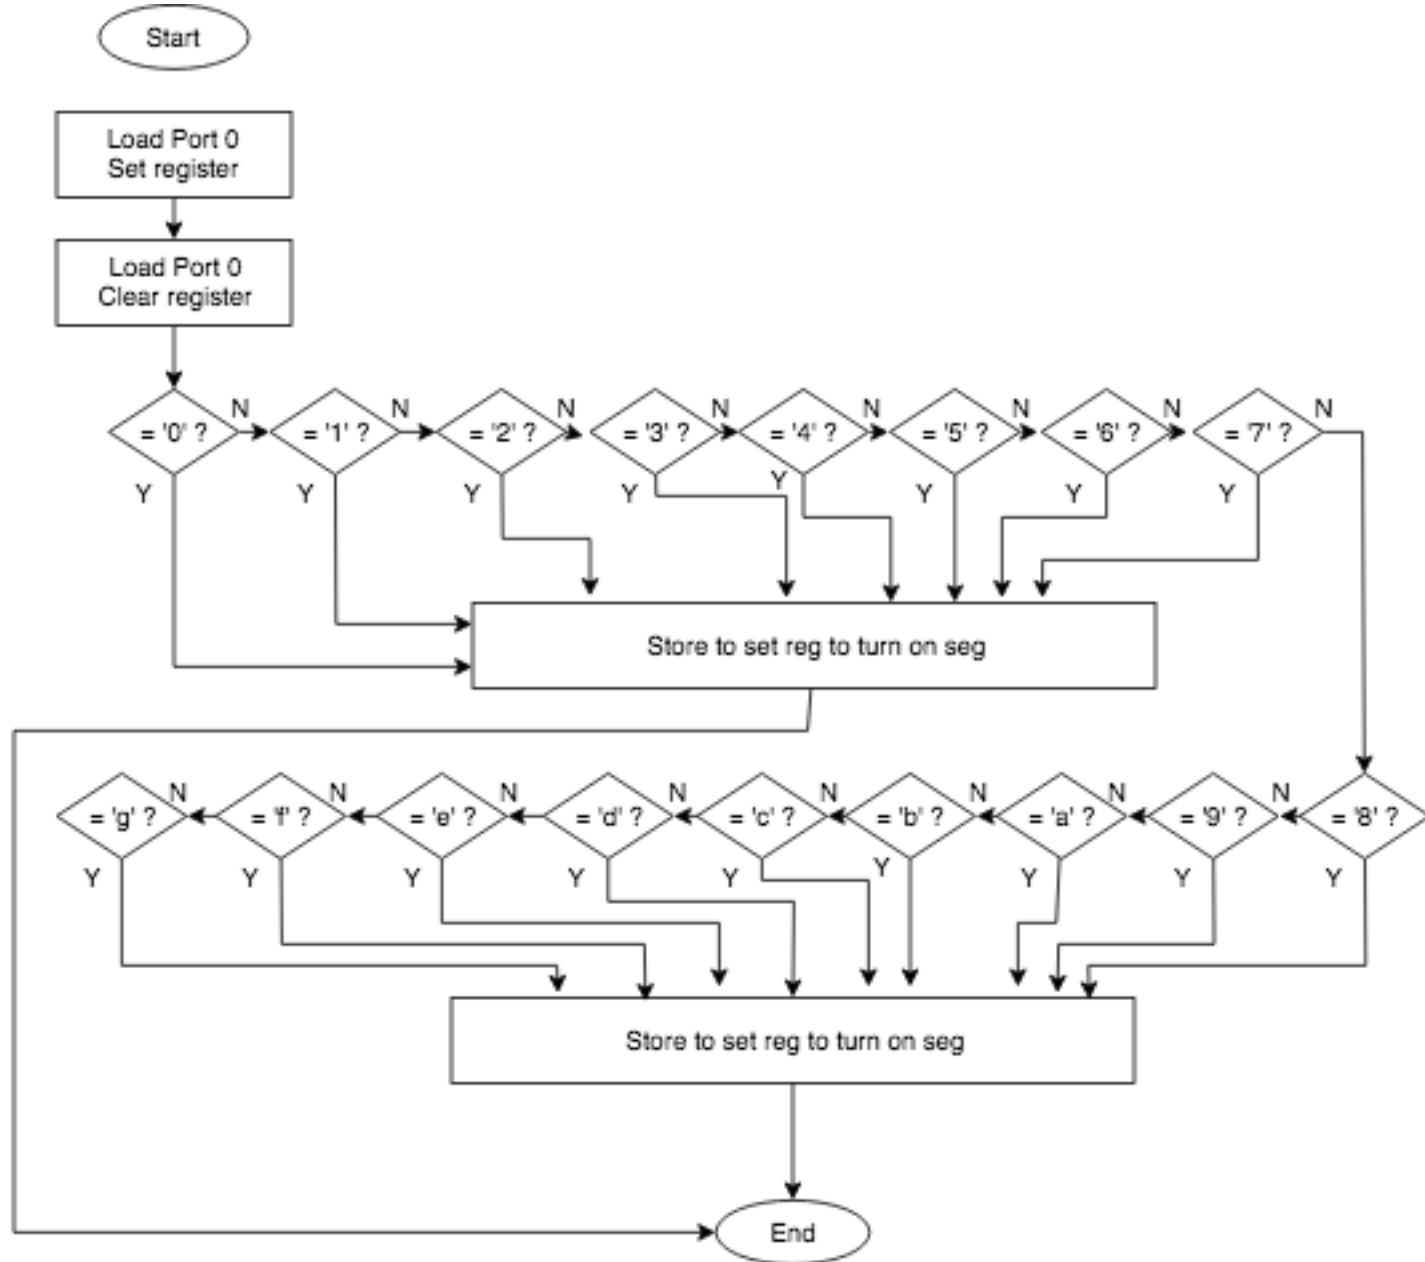 Start
Load Port 0
Set register
Load Port 0
Clear register
= '0' ?
N
= '1' ?
N
= '2' ?
N
= '3' ?
N
= '4' ?
N
= '5' ?
N
= '6' ?
N
= '7' ?
N
Y
Y
Y
Y
Y
Y
Y
Y
Store to set reg to turn on seg
= 'g' ?
N
= 'f' ?
N
= 'e' ?
N
= 'd' ?
N
= 'c' ?
N
= 'b' ?
N
= 'a' ?
N
= '9' ?
N
= '8' ?
Y
Y
Y
Y
Y
Y
Y
Y
Y
Store to set reg to turn on seg
End